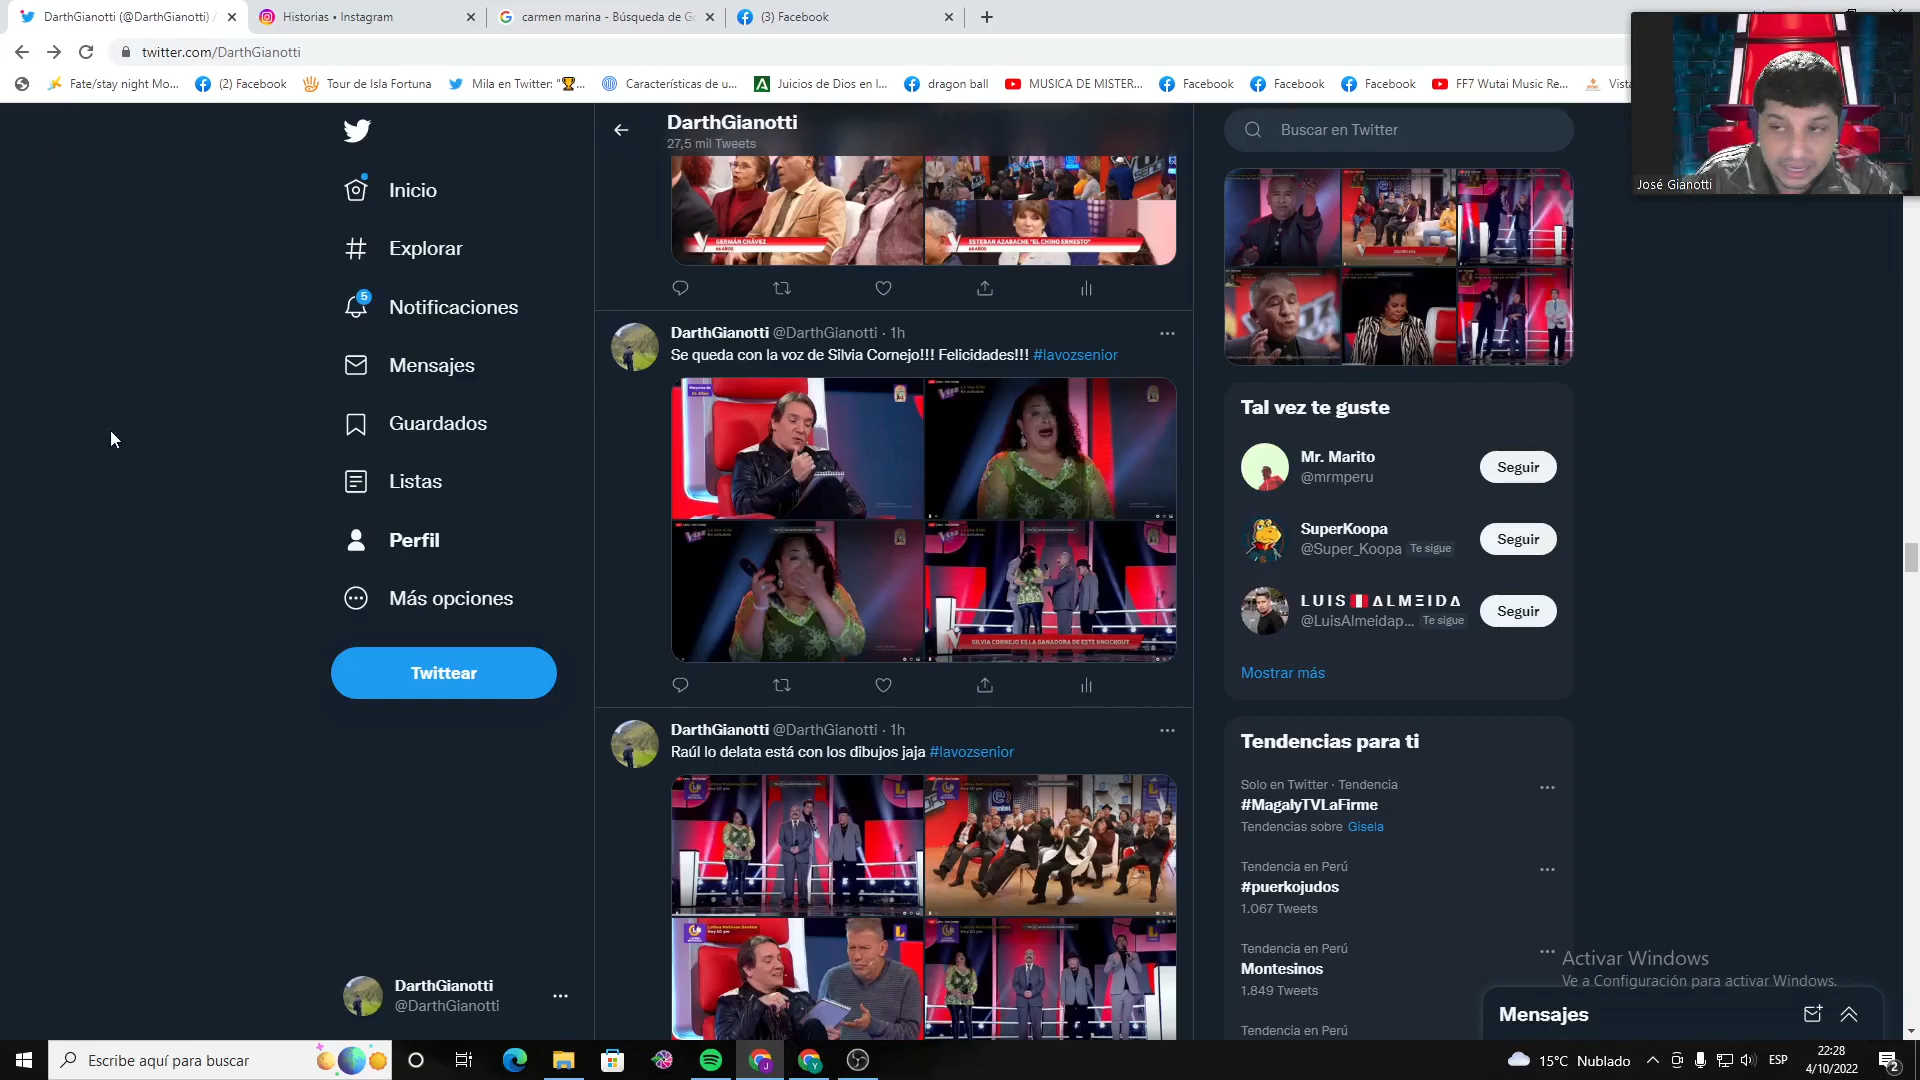 DarthGianotti (@DarthGianotti) /
Historias • Instagram
carmen marina - Búsqueda de Go
(3) Facebook
twitter.com/DarthGianotti
Fate/stay night Mo...
(2) Facebook
Tour de Isla Fortuna
Mila en Twitter: "🏆...
Características de u...
Juicios de Dios en l...
dragon ball
MUSICA DE MISTER...
Facebook
Facebook
Facebook
FF7 Wutai Music Re...
Vista
José Gianotti
Inicio
Explorar
5
Notificaciones
Mensajes
Guardados
Listas
Perfil
Más opciones
Twittear
DarthGianotti
@DarthGianotti
DarthGianotti
27,5 mil Tweets
GERMÁN CHÁVEZ
66 AÑOS
ESTEBAN AZABACHE "EL CHINO ERNESTO"
68 AÑOS
DarthGianotti @DarthGianotti · 1h
Se queda con la voz de Silvia Cornejo!!! Felicidades!!! #lavozsenior
SILVIA CORNEJO ES LA GANADORA DE ESTE KNOCKOUT
DarthGianotti @DarthGianotti · 1h
Raúl lo delata está con los dibujos jaja #lavozsenior
Buscar en Twitter
Tal vez te guste
Mr. Marito
@mrmperu
Seguir
SuperKoopa
@Super_Koopa Te sigue
Seguir
L U I S 🇵🇪 Δ L M Ξ I D Δ
@LuisAlmeidap... Te sigue
Seguir
Mostrar más
Tendencias para ti
Solo en Twitter · Tendencia
#MagalyTVLaFirme
Tendencias sobre Gisela
Tendencia en Perú
#puerkojudos
1.067 Tweets
Tendencia en Perú
Montesinos
1.849 Tweets
Tendencia en Perú
Activar Windows
Ve a Configuración para activar Windows.
Mensajes
Escribe aquí para buscar
15°C Nublado
ESP
22:28
4/10/2022
2